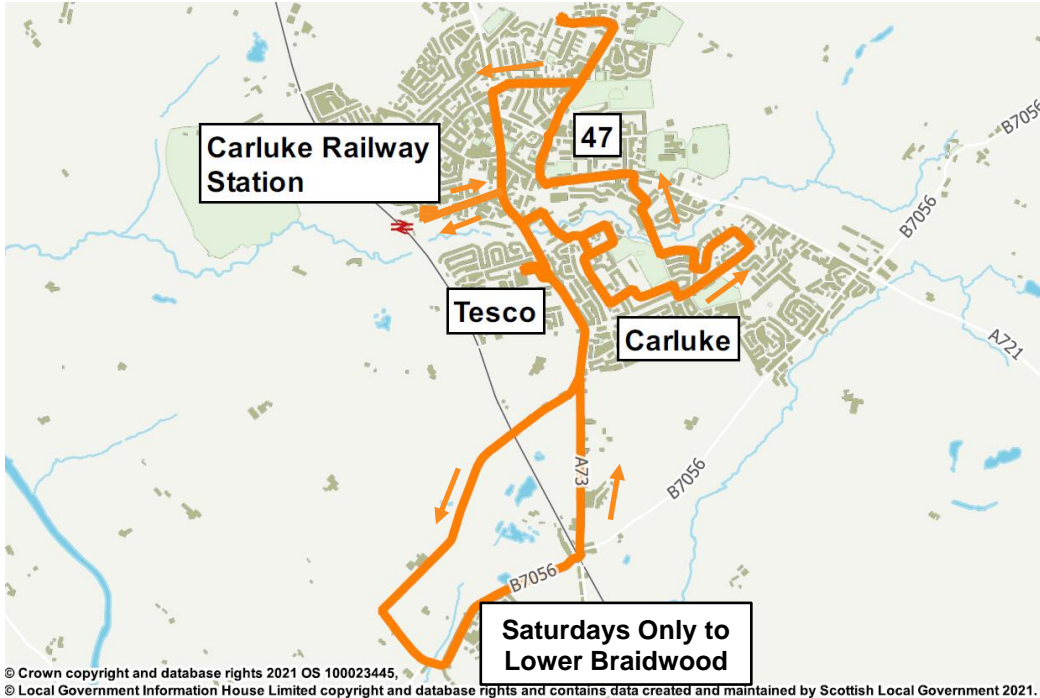 B7056
47
Carluke Railway
Station
B7056
Tesco
Carluke
A721
A73
B7056
B7056
Saturdays Only to
Lower Braidwood
© Crown copyright and database rights 2021 OS 100023445,
© Local Government Information House Limited copyright and database rights and contains data created and maintained by Scottish Local Government 2021.